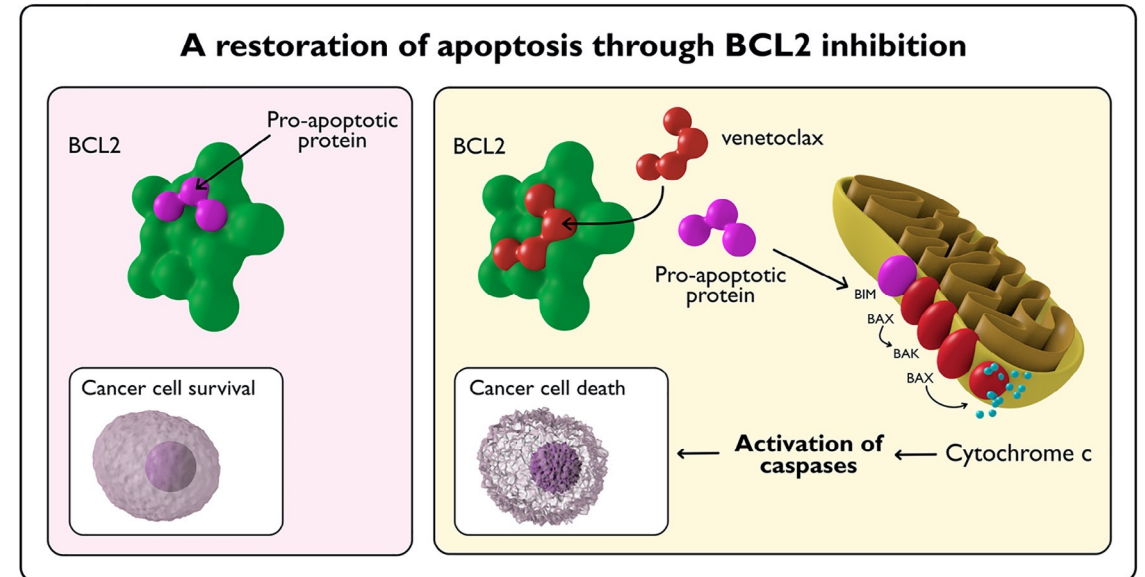 A restoration of apoptosis through BCL2 inhibition
BCL2
Pro-apoptotic
protein
Cancer cell survival
BCL2
venetoclax
Pro-apoptotic
protein
BIM
BAX
BAK
BAX
Cancer cell death
Activation of
caspases
Cytochrome c